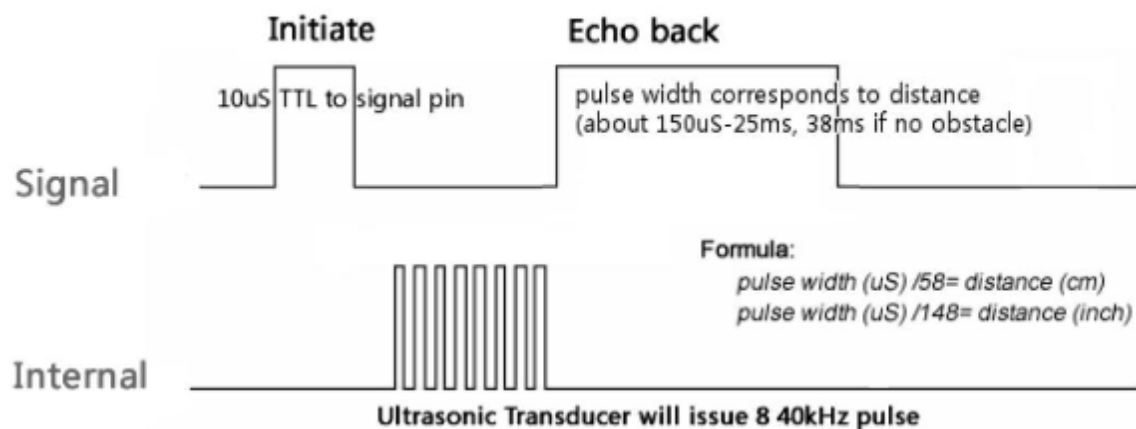 Initiate
Echo back
10uS TTL to signal pin
pulse width corresponds to distance
(about 150uS-25ms, 38ms if no obstacle)
Signal
Formula:
pulse width (uS) /58= distance (cm)
pulse width (uS) /148= distance (inch)
Internal
Ultrasonic Transducer will issue 8 40kHz pulse